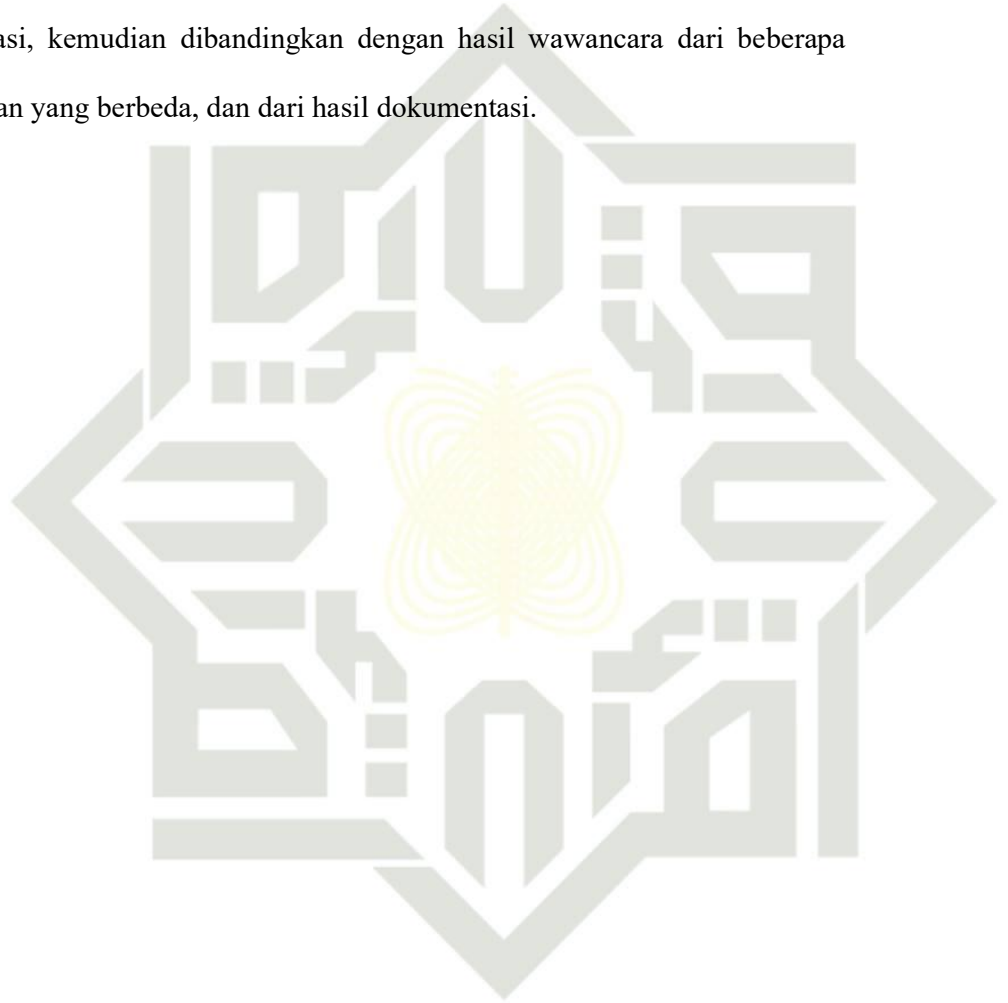 asi, kemudian dibandingkan dengan hasil wawancara dari beberapa
an yang berbeda, dan dari hasil dokumentasi.